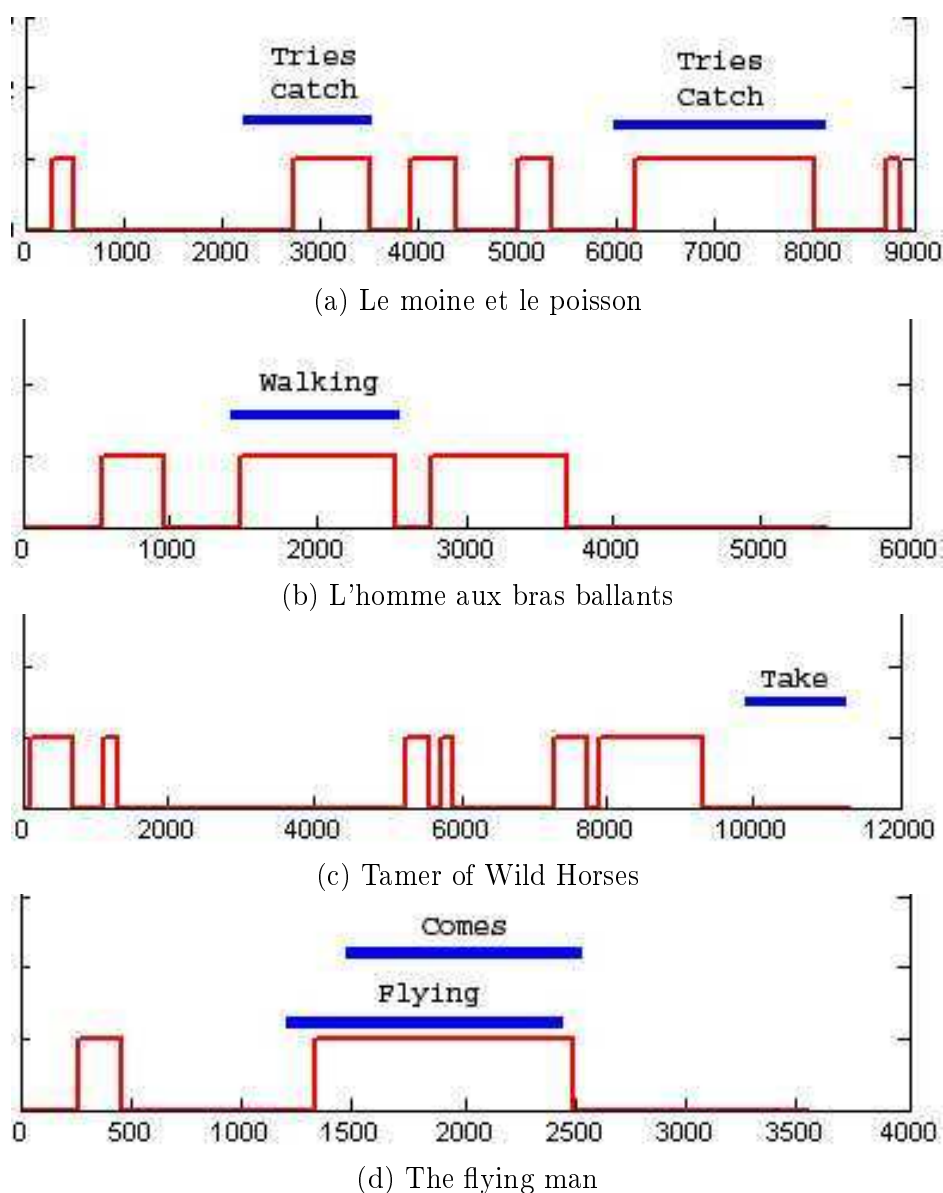 Tries
catch
Tries
Catch
0 1000 2000 3000 4000 5000 6000 7000 8000 9000
(a) Le moine et le poisson
Walking
0 1000 2000 3000 4000 5000 6000
(b) L'homme aux bras ballants
Take
0 2000 4000 6000 8000 10000 12000
(c) Tamer of Wild Horses
Comes
Flying
0 500 1000 1500 2000 2500 3000 3500 4000
(d) The flying man